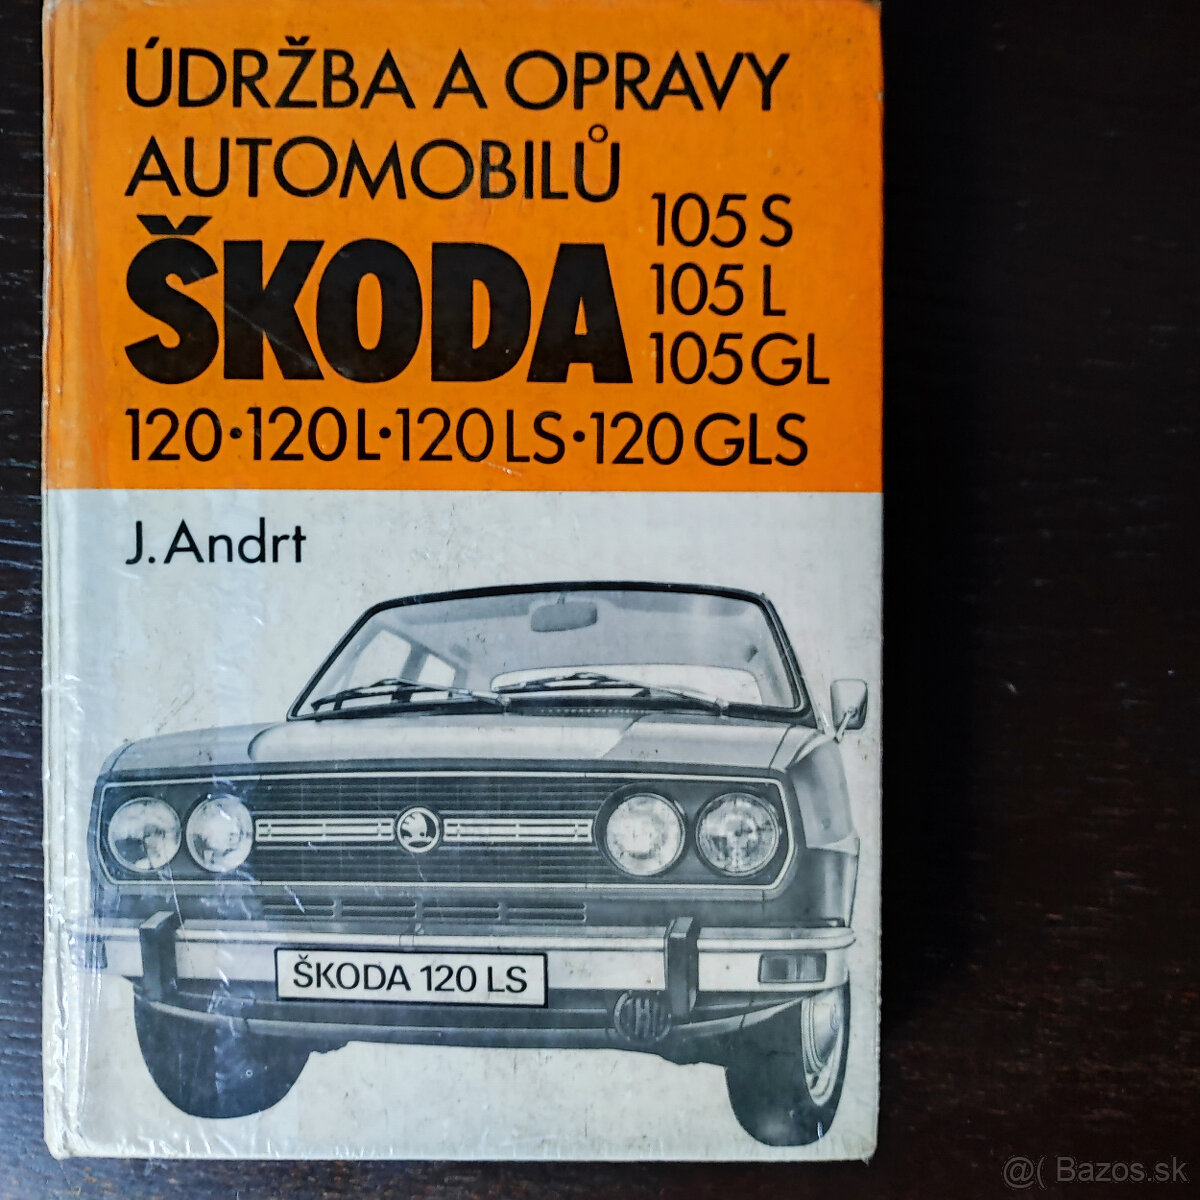 ÚDRŽBA A OPRAVY
AUTOMOBILŮ
ŠKODA
105 S
105 L
105 GL
120·120 L·120 LS·120 GLS
J. Andrt
ŠKODA 120 LS
@( Bazos.sk